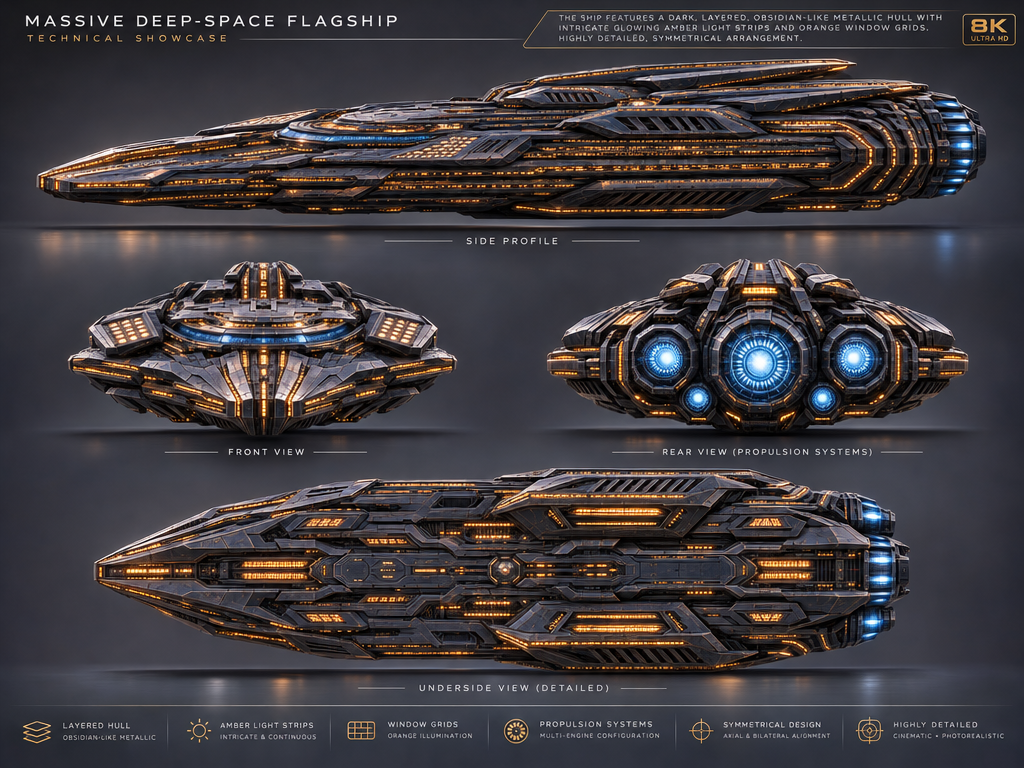 MASSIVE DEEP-SPACE FLAGSHIP
TECHNICAL SHOWCASE
THE SHIP FEATURES A DARK, LAYERED, OBSIDIAN-LIKE METALLIC HULL WITH
INTRICATE GLOWING AMBER LIGHT STRIPS AND ORANGE WINDOW GRIDS.
HIGHLY DETAILED, SYMMETRICAL ARRANGEMENT.
8K
ULTRA HD
SIDE PROFILE
FRONT VIEW
REAR VIEW (PROPULSION SYSTEMS)
UNDERSIDE VIEW (DETAILED)
LAYERED HULL
OBSIDIAN-LIKE METALLIC
AMBER LIGHT STRIPS
INTRICATE & CONTINUOUS
WINDOW GRIDS
ORANGE ILLUMINATION
PROPULSION SYSTEMS
MULTI-ENGINE CONFIGURATION
SYMMETRICAL DESIGN
AXIAL & BILATERAL ALIGNMENT
HIGHLY DETAILED
CINEMATIC • PHOTOREALISTIC